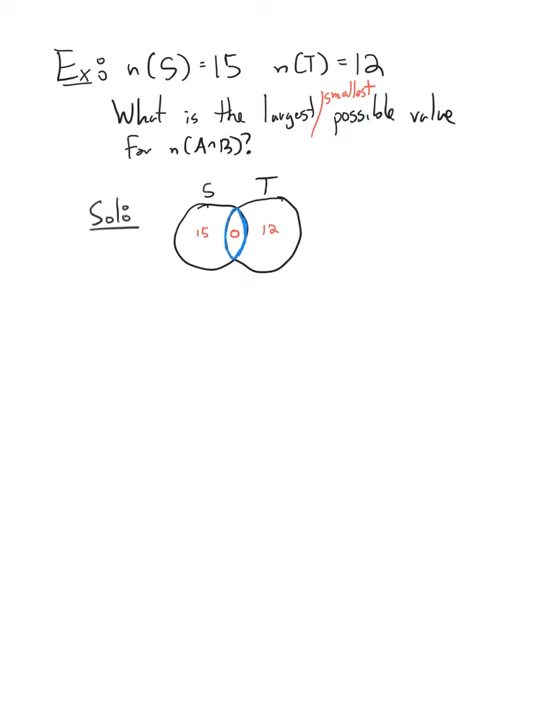 Ex: n(S) = 15 n(T) = 12
What is the largest/smallest possible value
for n(A∩B)?
S T
Sol:
15 0 12